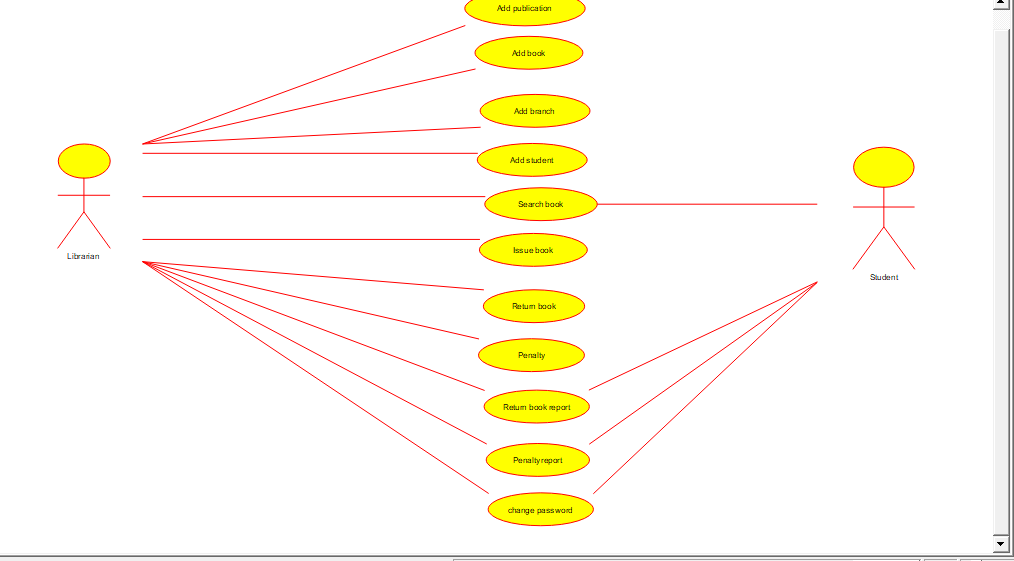 Add publication
Add book
Add branch
Add student
Search book
Issue book
Librarian
Student
Return book
Penalty
Return book report
Penalty report
change password